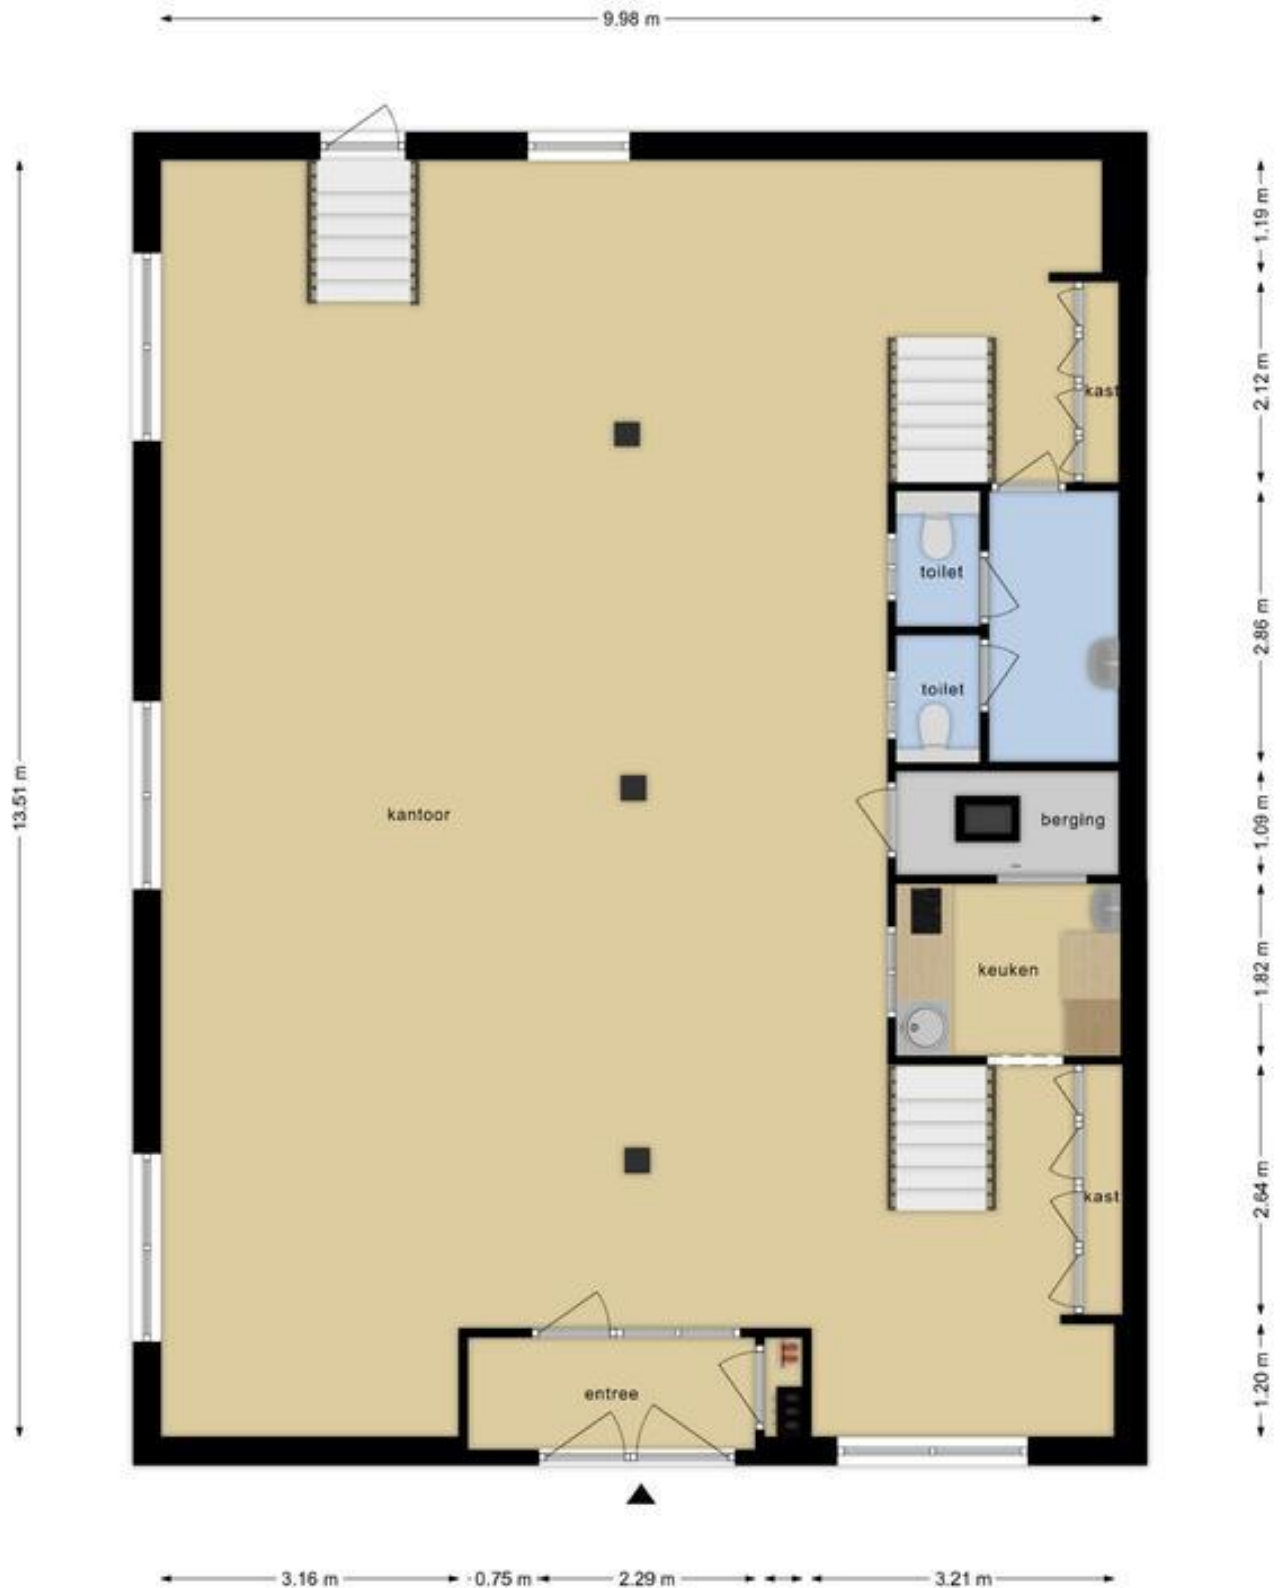 9.98 m
1.19 m
2.12 m
kast
toilet
2.86 m
toilet
13.51 m
kantoor
berging
1.09 m
keuken
1.82 m
kast
2.64 m
entree
1.20 m
3.16 m
0.75 m
2.29 m
3.21 m